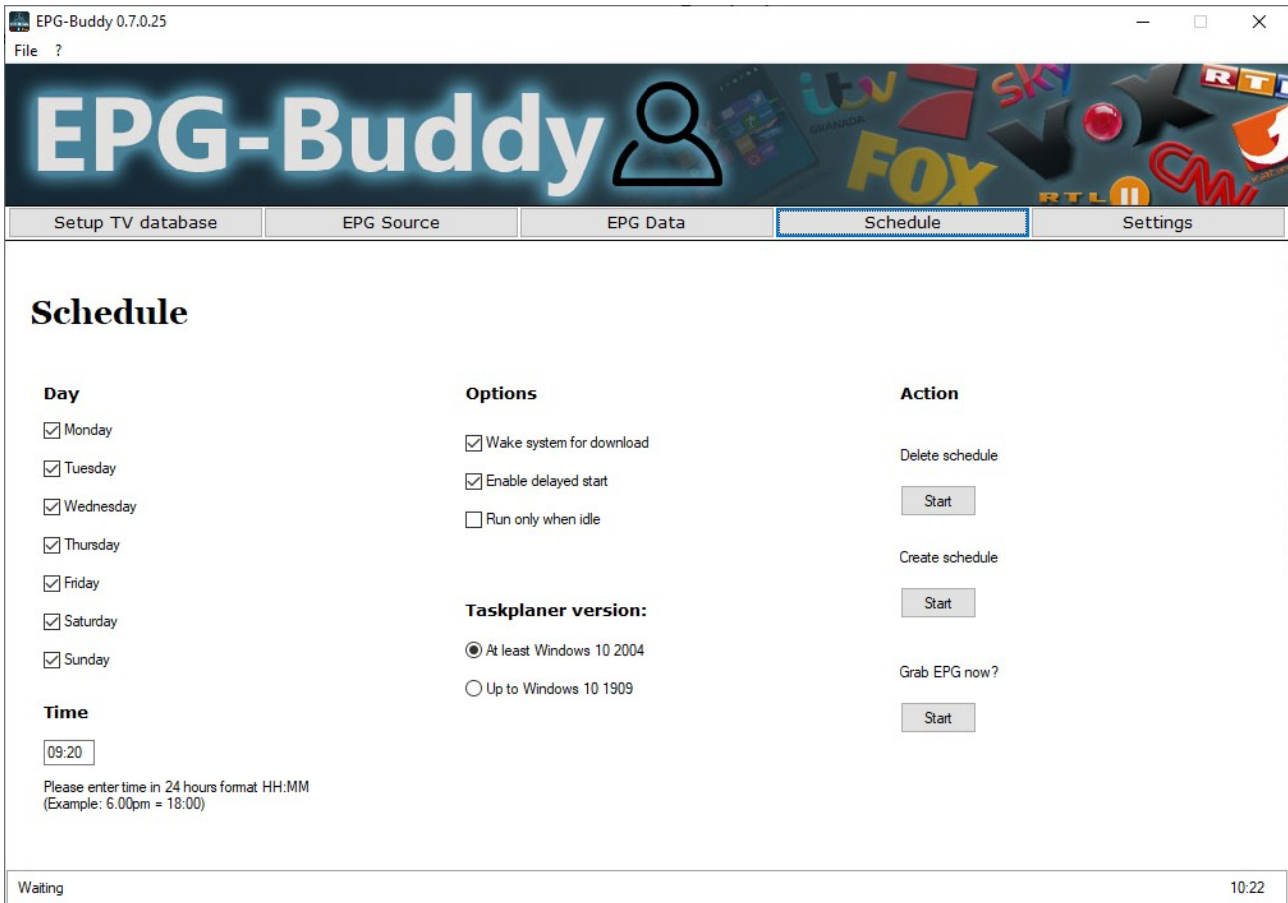 EPG-Buddy 0.7.0.25
File ?
EPG-Buddy
itv
GRANADA
FOX
sky
VOX
RTL II
CNN
RTL
Setup TV database
EPG Source
EPG Data
Schedule
Settings
Schedule
Day
Monday
Tuesday
Wednesday
Thursday
Friday
Saturday
Sunday
Time
09:20
Please enter time in 24 hours format HH:MM
(Example: 6.00pm = 18:00)
Options
Wake system for download
Enable delayed start
Run only when idle
Taskplaner version:
At least Windows 10 2004
Up to Windows 10 1909
Action
Delete schedule
Start
Create schedule
Start
Grab EPG now?
Start
Waiting
10:22